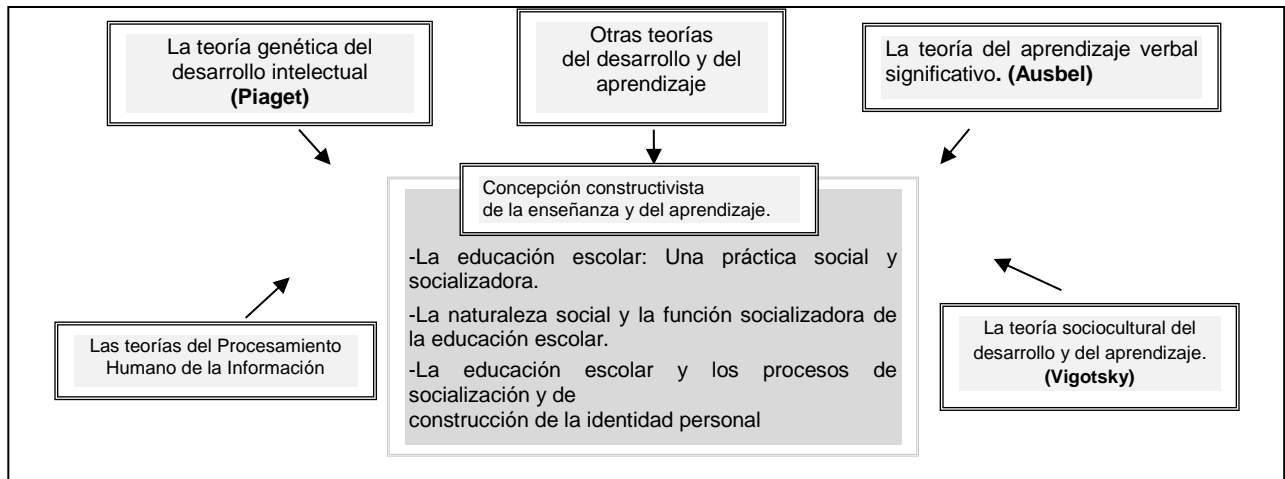 La teoría genética del
desarrollo intelectual
(Piaget)
Otras teorías
del desarrollo y del
aprendizaje
La teoría del aprendizaje verbal
significativo. (Ausbel)
Concepción constructivista
de la enseñanza y del aprendizaje.
-La educación escolar: Una práctica social y
socializadora.
-La naturaleza social y la función socializadora de
la educación escolar.
-La educación escolar y los procesos de
socialización y de
construcción de la identidad personal
Las teorías del Procesamiento
Humano de la Información
La teoría sociocultural del
desarrollo y del aprendizaje.
(Vigotsky)